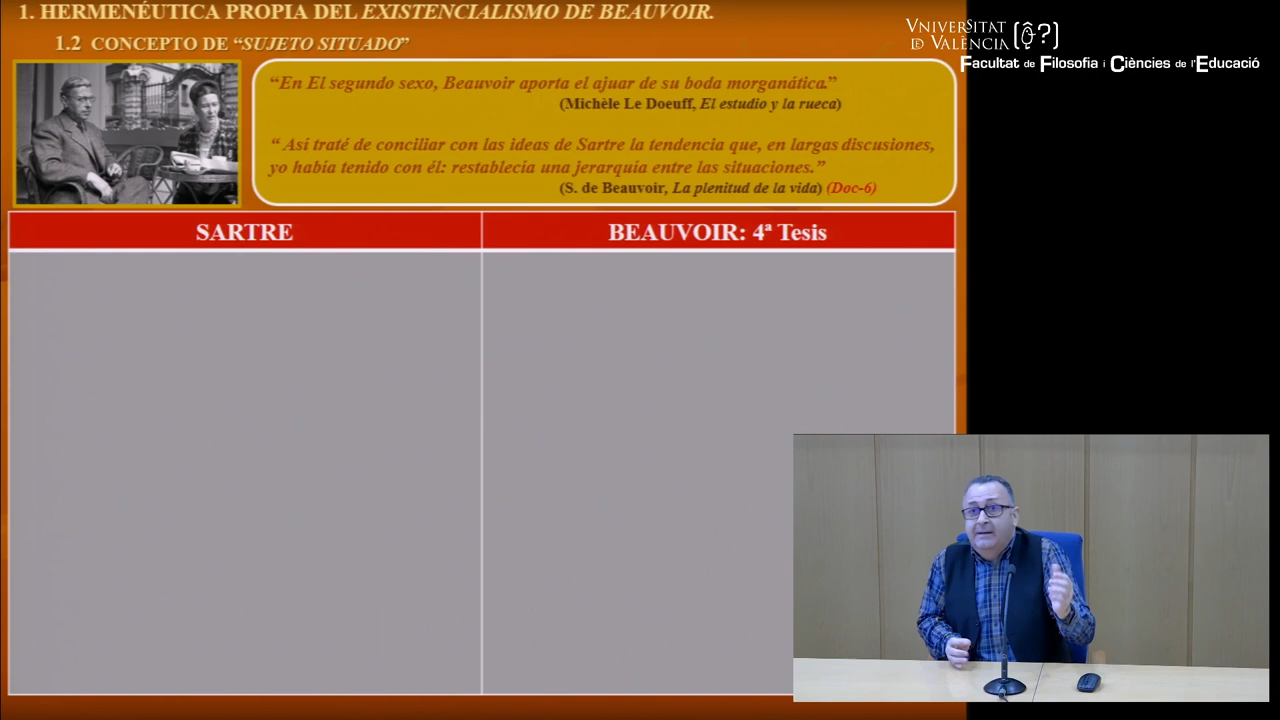 1. HERMENÉUTICA PROPIA DEL EXISTENCIALISMO DE BEAUVOIR.
1.2 CONCEPTO DE “SUJETO SITUADO”
VNIVERSITAT
DE VALÈNCIA (Q̂?)
Facultat de Filosofia i Ciències de l'Educació
“En El segundo sexo, Beauvoir aporta el ajuar de su boda morganática.”
(Michèle Le Doeuff, El estudio y la rueca)
“ Así traté de conciliar con las ideas de Sartre la tendencia que, en largas discusiones,
yo había tenido con él: restablecía una jerarquía entre las situaciones.”
(S. de Beauvoir, La plenitud de la vida) (Doc-6)
SARTRE
BEAUVOIR: 4ª Tesis